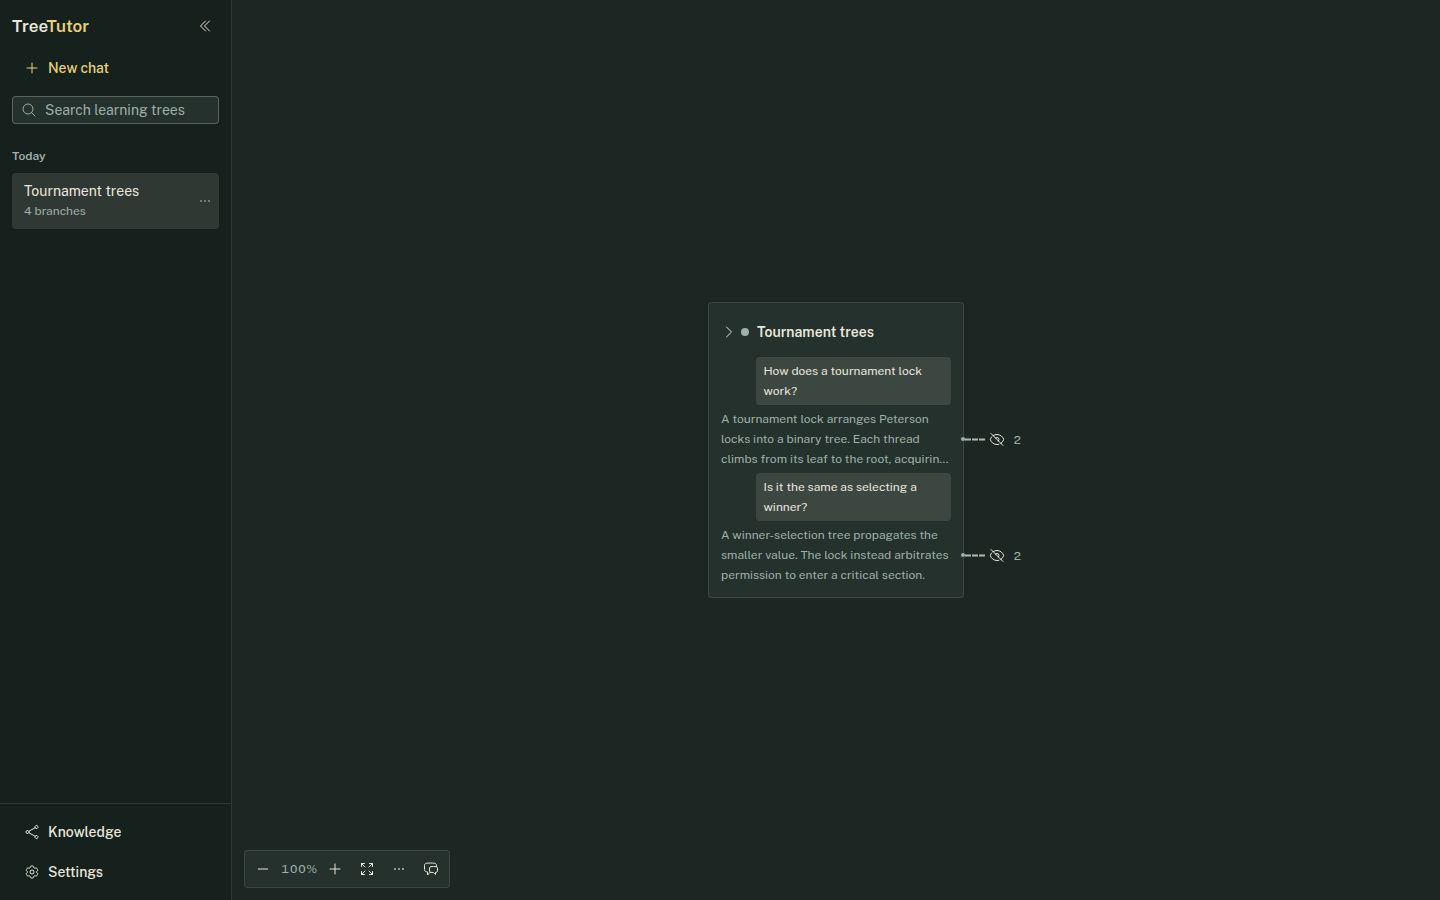 TreeTutor
New chat
Search learning trees
Today
Tournament trees
4 branches
Knowledge
Settings
Tournament trees
How does a tournament lock
work?
A tournament lock arranges Peterson
locks into a binary tree. Each thread
climbs from its leaf to the root, acquirin...
2
Is it the same as selecting a
winner?
A winner-selection tree propagates the
smaller value. The lock instead arbitrates
permission to enter a critical section.
2
100%